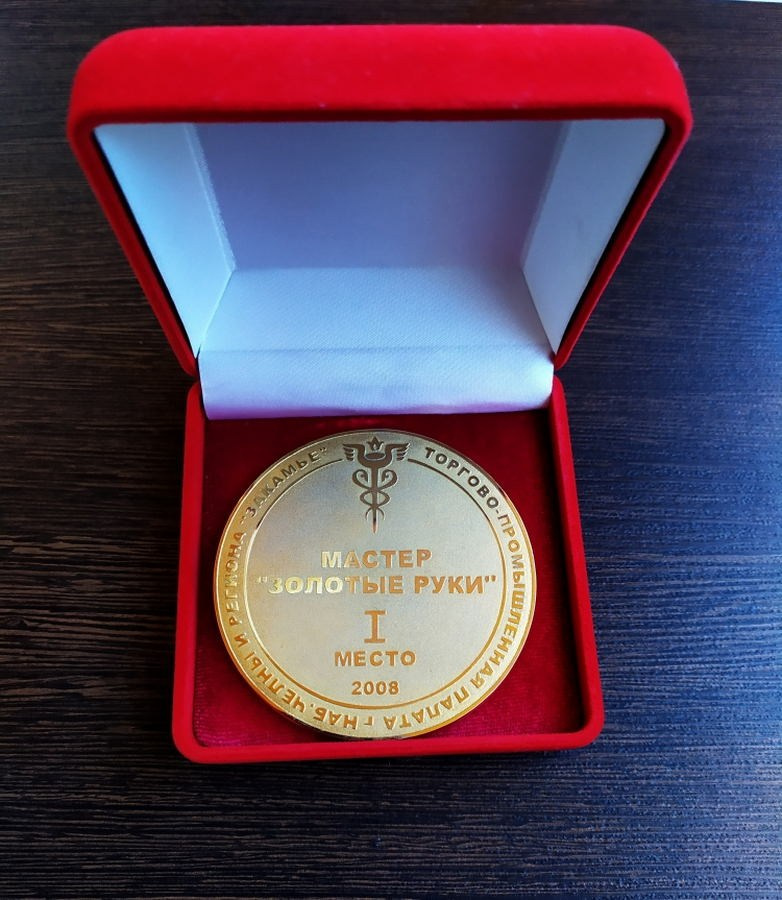 ТОРГОВО-ПРОМЫШЛЕННАЯ ПАЛАТА г НАБ.ЧЕЛНЫ И РЕГИОНА "ЗАКАМЬЕ"
МАСТЕР
"ЗОЛОТЫЕ РУКИ"
I
МЕСТО
2008